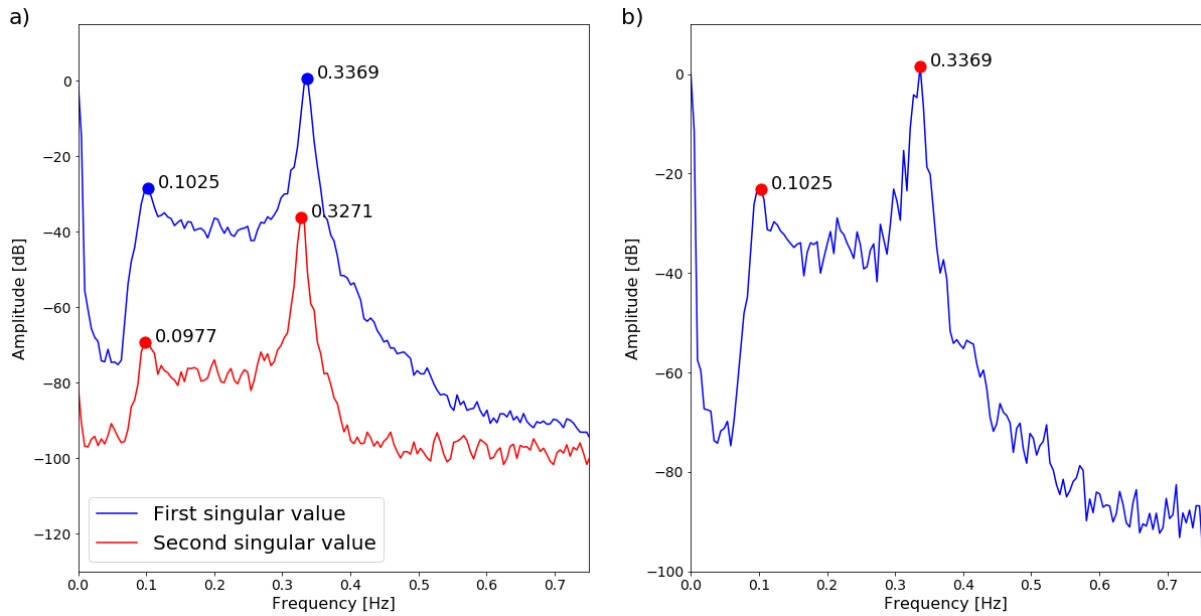 a)
0
−20
−40
−60
−80
−100
−120
0.3369
0.1025
0.3271
0.0977
First singular value
Second singular value
0.0 0.1 0.2 0.3 0.4 0.5 0.6 0.7
Frequency [Hz]
Amplitude [dB]
b)
0
−20
−40
−60
−80
−100
0.3369
0.1025
0.0 0.1 0.2 0.3 0.4 0.5 0.6 0.7
Frequency [Hz]
Amplitude [dB]